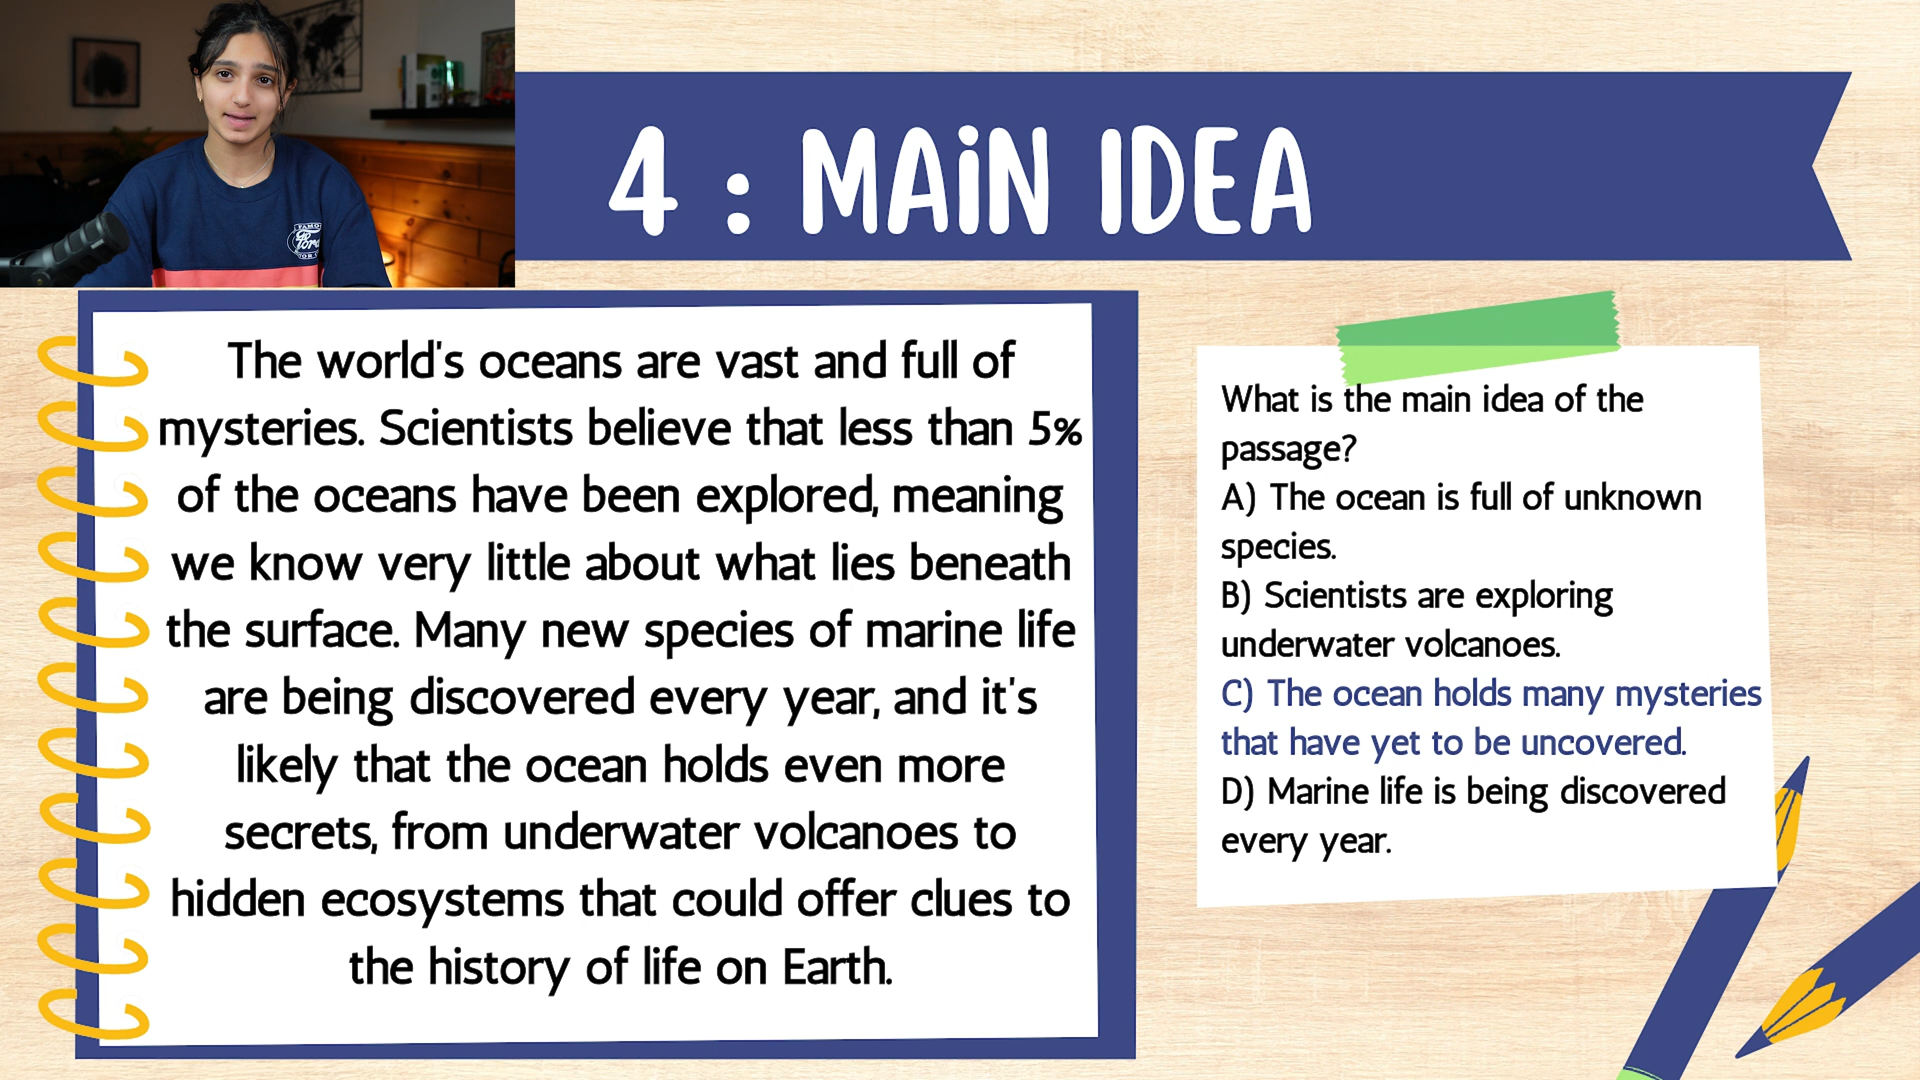 4 : MAIN IDEA
The world's oceans are vast and full of
mysteries. Scientists believe that less than 5%
of the oceans have been explored, meaning
we know very little about what lies beneath
the surface. Many new species of marine life
are being discovered every year, and it's
likely that the ocean holds even more
secrets, from underwater volcanoes to
hidden ecosystems that could offer clues to
the history of life on Earth.
What is the main idea of the
passage?
A) The ocean is full of unknown
species.
B) Scientists are exploring
underwater volcanoes.
C) The ocean holds many mysteries
that have yet to be uncovered.
D) Marine life is being discovered
every year.